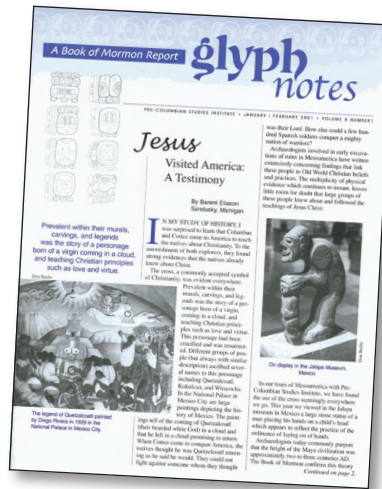 A Book of Mormon Report
glyph
notes
PRE-COLUMBIAN STUDIES INSTITUTE • JANUARY / FEBRUARY 2001 • VOLUME 8 NUMBER 1
Jesus
Visited America:
A Testimony
By Barent Eliason
Sandusky, Michigan
Prevalent within their murals,
carvings, and legends
was the story of a personage
born of a virgin, coming in a cloud,
and teaching Christian principles
such as love and virtue.
The legend of Quetzalcoatl painted
by Diego Rivera in 1929 in the
National Palace in Mexico City.
IN MY STUDY OF HISTORY, I
was surprised to learn that Columbus
and Cortez came to America to teach
the natives about Christianity. To the
astonishment of both explorers, they found
strong evidences that the natives already
knew about Christ.
The cross, a commonly accepted symbol
of Christianity, was evident everywhere.
Prevalent within their
murals, carvings, and leg-
ends was the story of a per-
sonage born of a virgin,
coming in a cloud, and
teaching Christian princi-
ples such as love and virtue.
This personage had been
crucified and was resurrect-
ed. Different groups of peo-
ple (but always with similar
description) ascribed sever-
al names to this personage
including Quetzalcoatl,
Kukulcan, and Wiracocha.
In the National Palace in
Mexico City are large
paintings depicting the his-
tory of Mexico. The paint-
ings tell of the coming of Quetzalcoatl
(their bearded white God) in a cloud and
that he left in a cloud promising to return.
When Cortez came to conquer America, the
natives thought he was Quetzalcoatl return-
ing as he said he would. They could not
fight against someone whom they thought
was their Lord. How else could a few hun-
dred Spanish soldiers conquer a mighty
nation of warriors?
Archaeologists involved in early excava-
tions of ruins in Mesoamerica have written
extensively concerning findings that link
these people to Old World Christian beliefs
and practices. The multiplicity of physical
evidence which continues to mount, leaves
little room for doubt that large groups of
these people knew about and followed the
teachings of Jesus Christ.
On display in the Jalapa Museum,
Mexico.
In our tours of Mesoamerica with Pre-
Columbian Studies Institute, we have found
the use of the cross seemingly everywhere
we go. This year we viewed in the Jalapa
museum in Mexico a large stone statue of a
man placing his hands on a child's head
which appears to reflect the practice of the
ordinance of laying on of hands.
Archaeologists today commonly purport
that the height of the Maya civilization was
approximately two to three centuries AD.
The Book of Mormon confirms this theory
Continued on page 2.